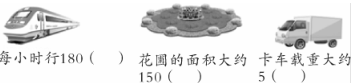 每小时行180（ ）
花圃的面积大约
150（ ）
卡车载重大约
5（ ）